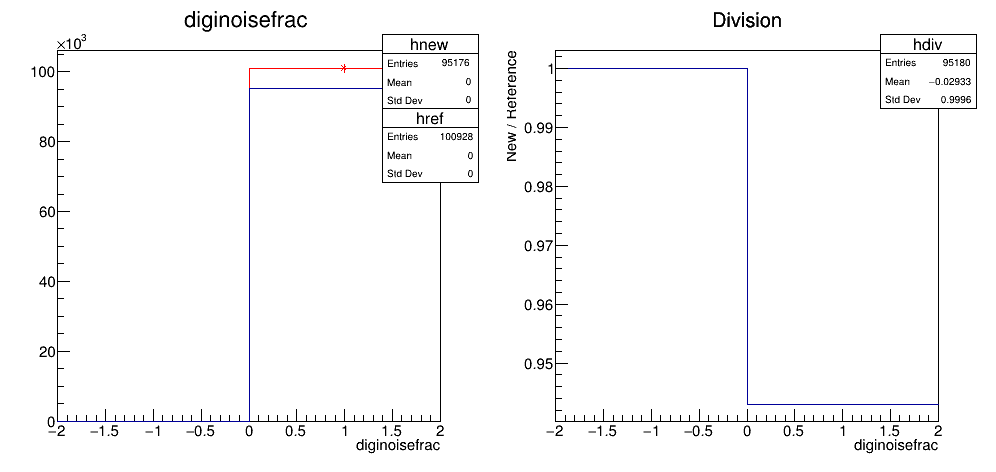 diginoisefrac
×10³
100
80
60
40
20
0
−2 −1.5 −1 −0.5 0 0.5 1 1.5 2
diginoisefrac
hnew
Entries 95176
Mean 0
Std Dev 0
href
Entries 100928
Mean 0
Std Dev 0
Division
New / Reference
1
0.99
0.98
0.97
0.96
0.95
−2 −1.5 −1 −0.5 0 0.5 1 1.5 2
diginoisefrac
hdiv
Entries 95180
Mean −0.02933
Std Dev 0.9996